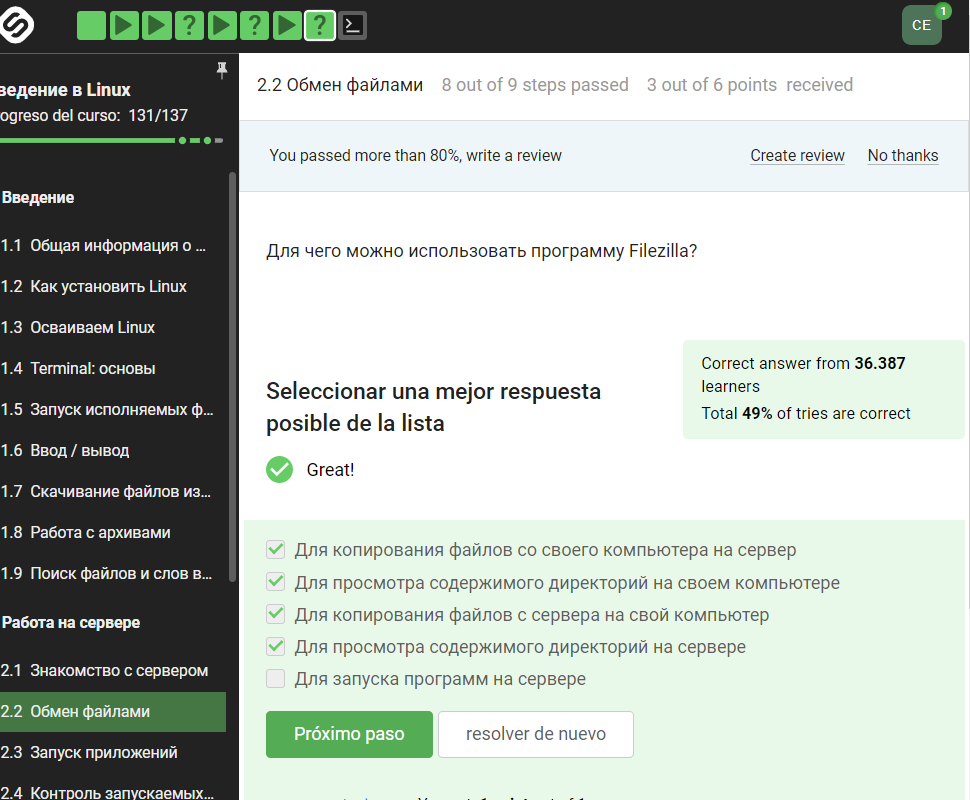 CE
1
ведение в Linux
ogreso del curso: 131/137
Введение
1.1 Общая информация о ...
1.2 Как установить Linux
1.3 Осваиваем Linux
1.4 Terminal: основы
1.5 Запуск исполняемых ф...
1.6 Ввод / вывод
1.7 Скачивание файлов из...
1.8 Работа с архивами
1.9 Поиск файлов и слов в...
Работа на сервере
2.1 Знакомство с сервером
2.2 Обмен файлами
2.3 Запуск приложений
2.4 Контроль запускаемых...
2.2 Обмен файлами 8 out of 9 steps passed 3 out of 6 points received
You passed more than 80%, write a review Create review No thanks
Для чего можно использовать программу Filezilla?
Correct answer from 36.387
learners
Total 49% of tries are correct
Seleccionar una mejor respuesta
posible de la lista
Great!
Для копирования файлов со своего компьютера на сервер
Для просмотра содержимого директорий на своем компьютере
Для копирования файлов с сервера на свой компьютер
Для просмотра содержимого директорий на сервере
Для запуска программ на сервере
Próximo paso resolver de nuevo